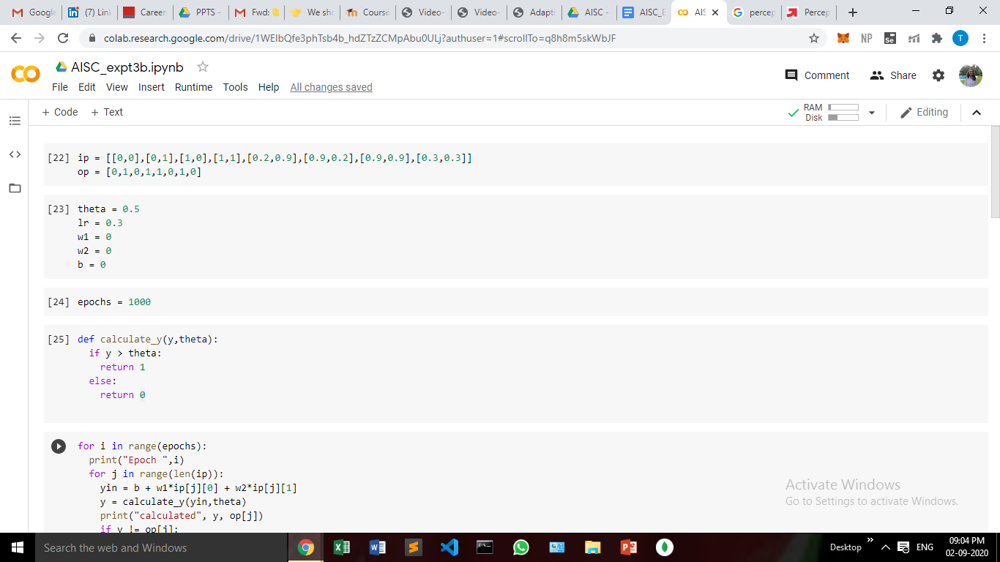 Google
(7) Link
Career
PPTS -
Fwd:
We sho
Course
Video-
Video-
Adapti
AISC -
AISC_E
AIS
percep
Percep
colab.research.google.com/drive/1WElbQfe3phTsb4b_hdZTzZCMpAbu0ULj?authuser=1#scrollTo=q8h8m5skWbJF
NP
Se
T
AISC_expt3b.ipynb
Comment
Share
File Edit View Insert Runtime Tools Help All changes saved
+ Code + Text
RAM
Disk
Editing
[22] ip = [[0,0],[0,1],[1,0],[1,1],[0.2,0.9],[0.9,0.2],[0.9,0.9],[0.3,0.3]]
op = [0,1,0,1,1,0,1,0]
[23] theta = 0.5
lr = 0.3
w1 = 0
w2 = 0
b = 0
[24] epochs = 1000
[25] def calculate_y(y,theta):
if y > theta:
return 1
else:
return 0
for i in range(epochs):
print("Epoch ",i)
for j in range(len(ip)):
yin = b + w1*ip[j][0] + w2*ip[j][1]
y = calculate_y(yin,theta)
print("calculated", y, op[j])
if y != op[j]:
Activate Windows
Go to Settings to activate Windows.
Search the web and Windows
Desktop
ENG
09:04 PM
02-09-2020